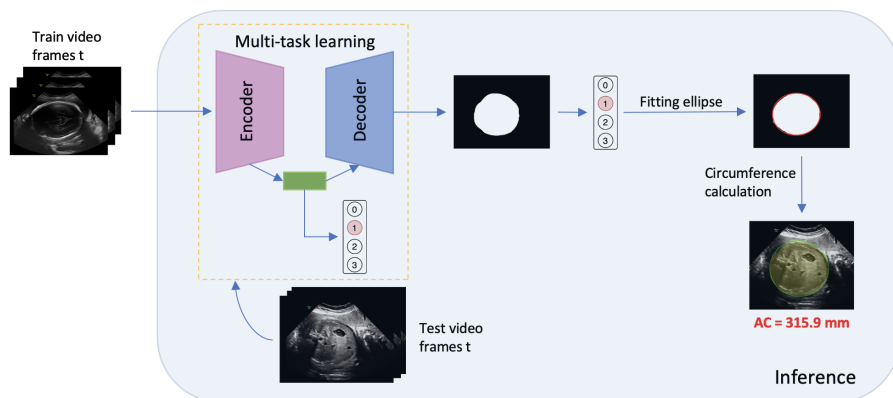 Train video
frames t
Multi-task learning
Encoder
Decoder
0
1
2
3
0
1
2
3
Fitting ellipse
Circumference
calculation
AC = 315.9 mm
Test video
frames t
Inference